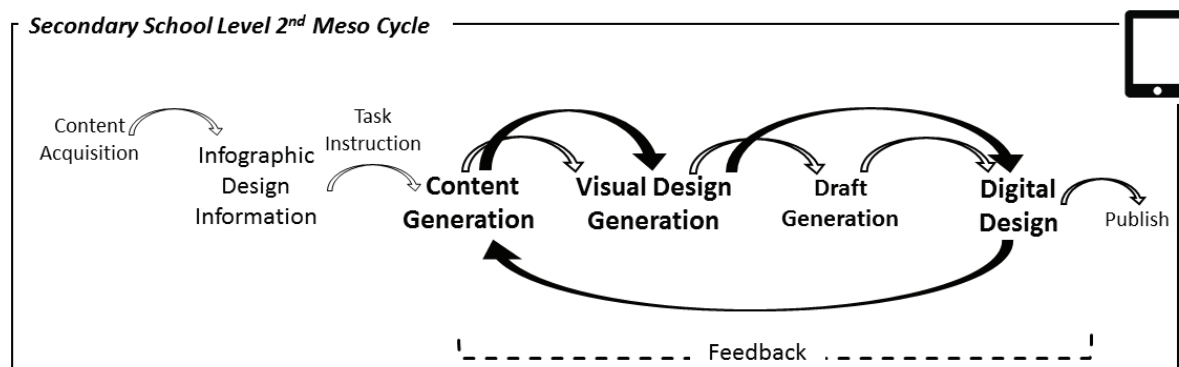 Secondary School Level 2nd Meso Cycle
Content
Acquisition
Infographic
Design
Information
Task
Instruction
Content
Generation
Visual Design
Generation
Draft
Generation
Digital
Design
Publish
Feedback